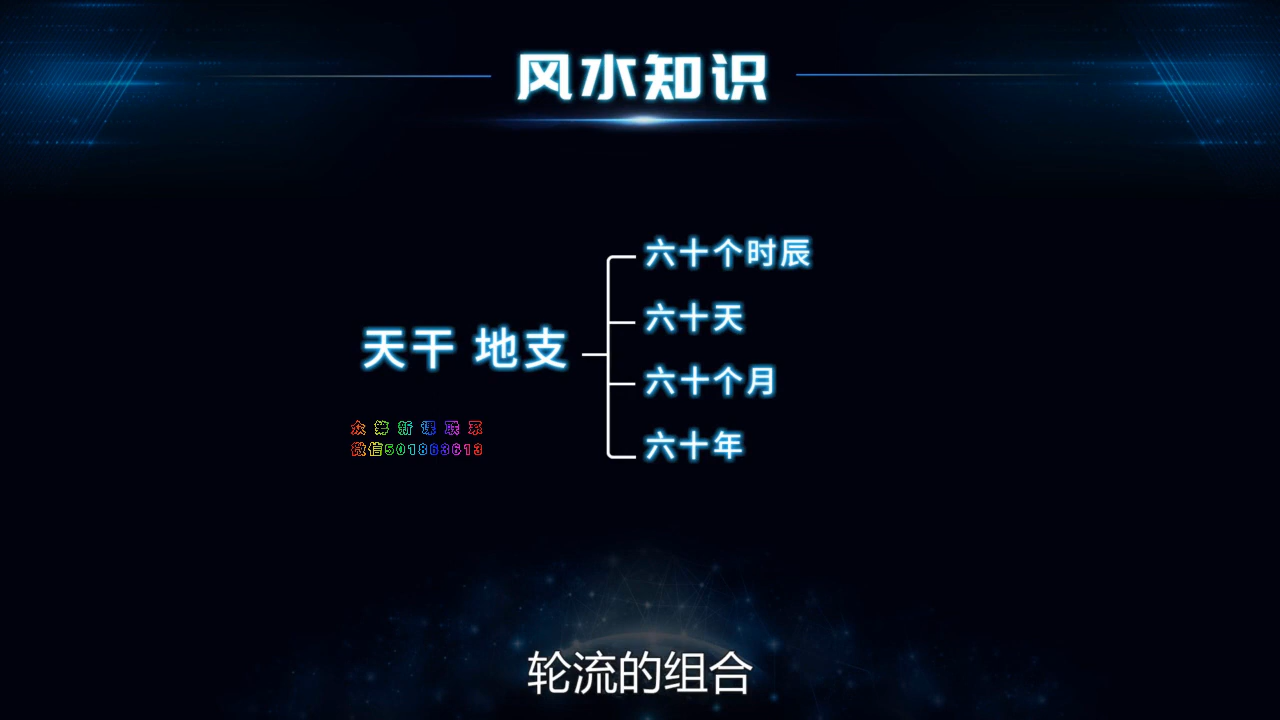 风水知识
六十个时辰
六十天
天干 地支
六十个月
六十年
众筹新课联系
微信501863613
轮流的组合